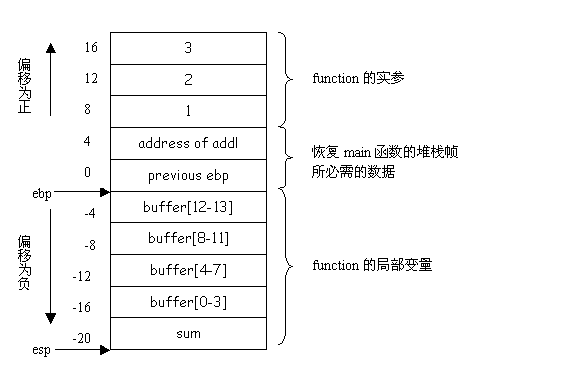 16
3
12
2
function 的实参
8
1
偏移为正
4
address of addl
恢复 main 函数的堆栈帧
所必需的数据
0
previous ebp
ebp
-4
buffer[12-13]
-8
buffer[8-11]
偏移为负
-12
buffer[4-7]
function 的局部变量
-16
buffer[0-3]
-20
sum
esp